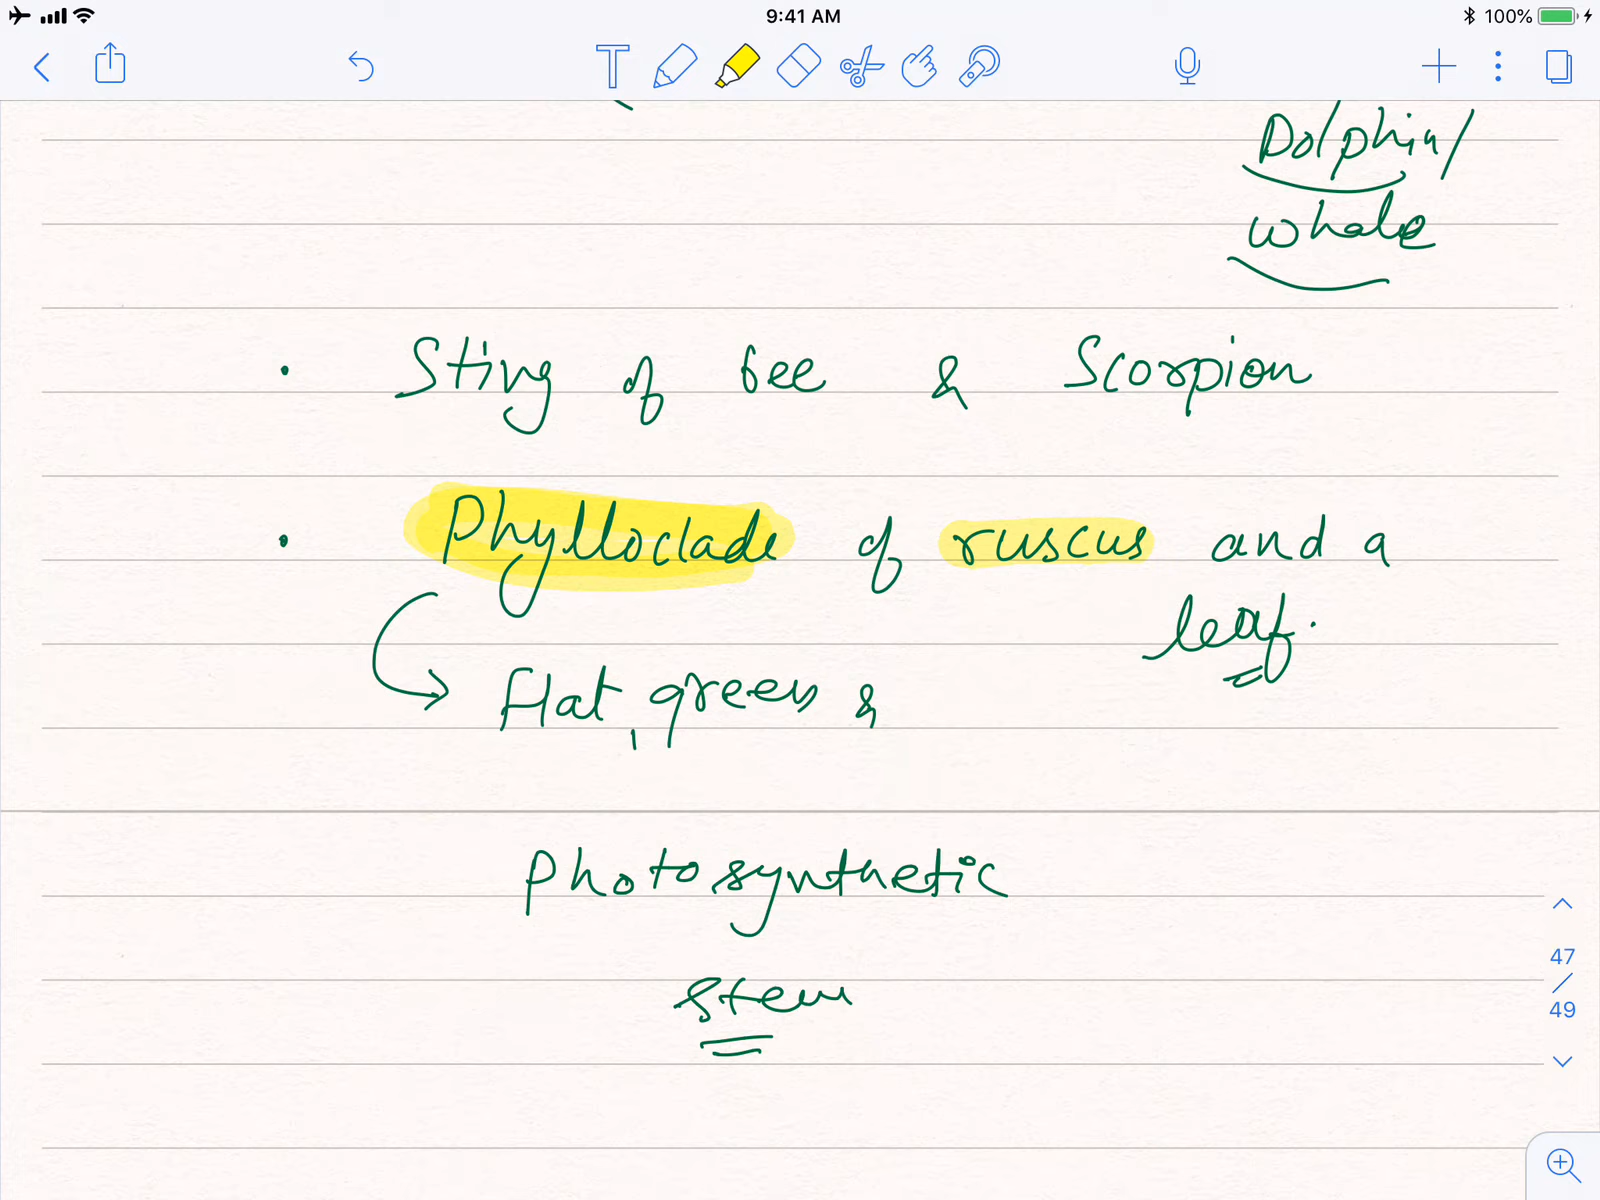 9:41 AM
100%
T
Dolphin/
whale
• Sting of bee & Scorpion
• Phylloclade of ruscus and a
leaf.
→ flat, green &
photosynthetic
stem
47
/
49